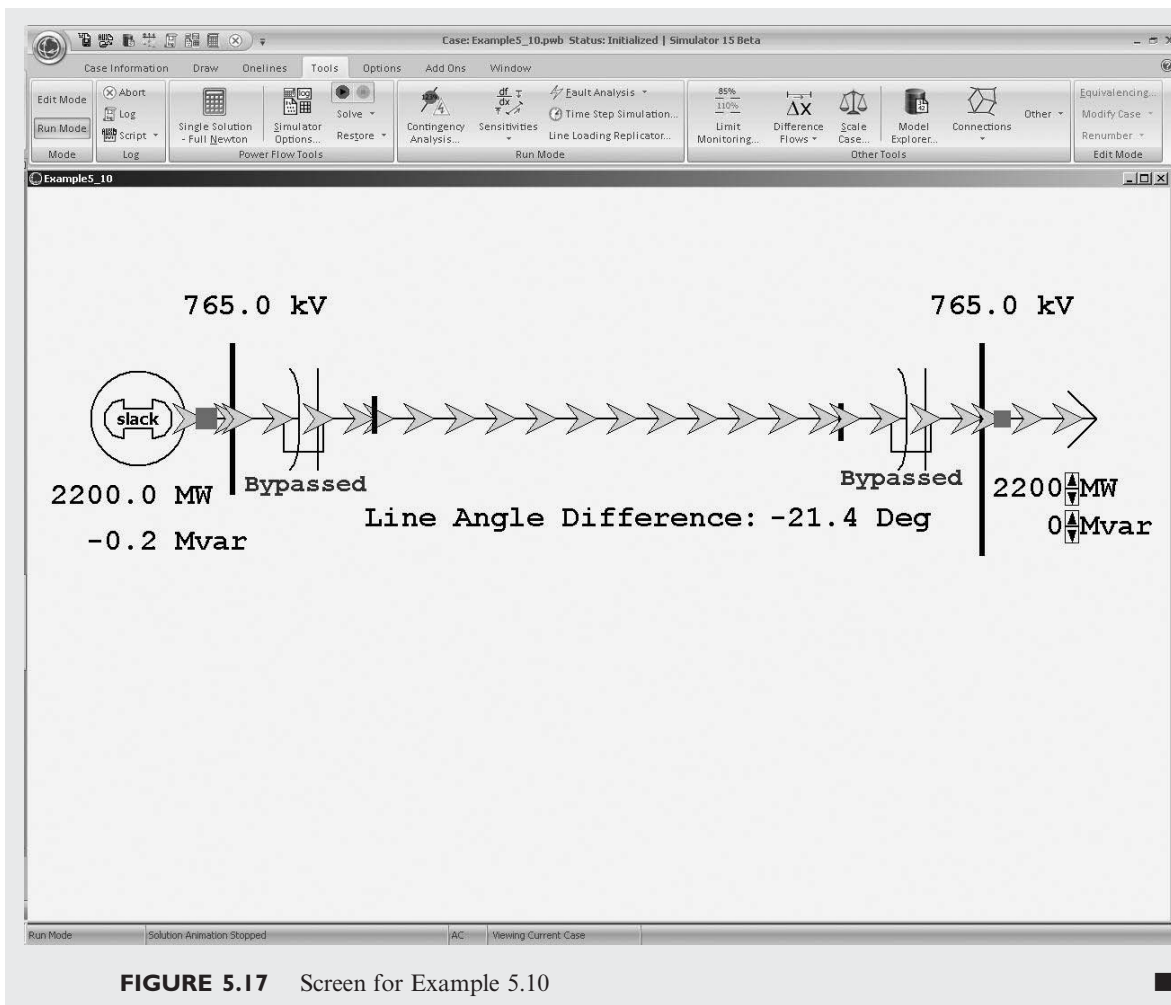 Case: Example5_10.pwb Status: Initialized | Simulator 15 Beta
Case Information Draw Onelines Tools Options Add Ons Window
Edit Mode
Run Mode
Mode
Abort
Log
Script
Log
Single Solution
- Full Newton
Simulator
Options...
Solve
Restore
Power Flow Tools
Contingency
Analysis...
Sensitivities
Fault Analysis
Time Step Simulation...
Line Loading Replicator...
Run Mode
85%
110%
Limit
Monitoring...
ΔX
Difference
Flows
Scale
Case...
Model
Explorer...
Connections
Other
Other Tools
Equivalencing...
Modify Case
Renumber
Edit Mode
Example5_10
765.0 kV
765.0 kV
slack
Bypassed
Bypassed
2200.0 MW
-0.2 Mvar
Line Angle Difference: -21.4 Deg
2200 MW
0 Mvar
Run Mode
Solution Animation Stopped
AC
Viewing Current Case
FIGURE 5.17 Screen for Example 5.10